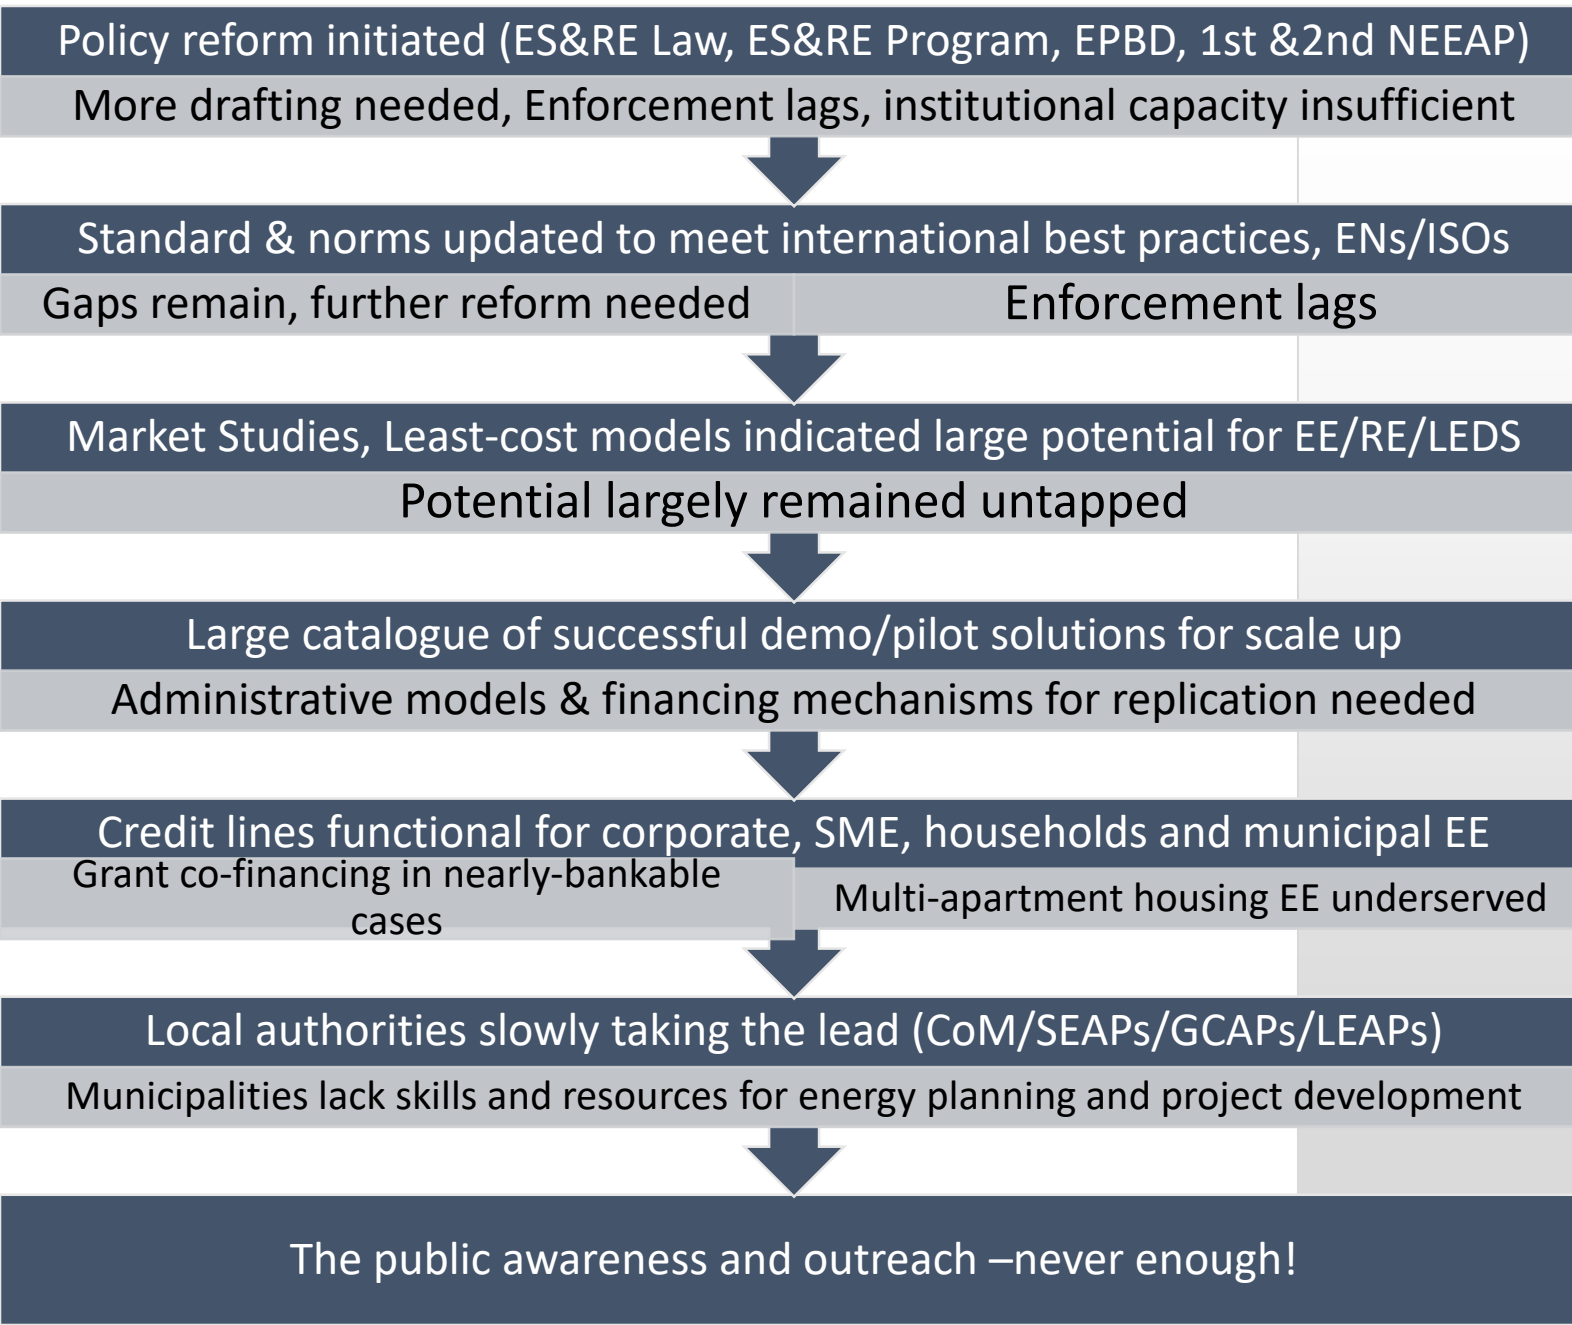 Policy reform initiated (ES&RE Law, ES&RE Program, EPBD, 1st &2nd NEEAP)
More drafting needed, Enforcement lags, institutional capacity insufficient
Standard & norms updated to meet international best practices, ENs/ISOs
Gaps remain, further reform needed
Enforcement lags
Market Studies, Least-cost models indicated large potential for EE/RE/LEDS
Potential largely remained untapped
Large catalogue of successful demo/pilot solutions for scale up
Administrative models & financing mechanisms for replication needed
Credit lines functional for corporate, SME, households and municipal EE
Grant co-financing in nearly-bankable
cases
Multi-apartment housing EE underserved
Local authorities slowly taking the lead (CoM/SEAPs/GCAPs/LEAPs)
Municipalities lack skills and resources for energy planning and project development
The public awareness and outreach –never enough!